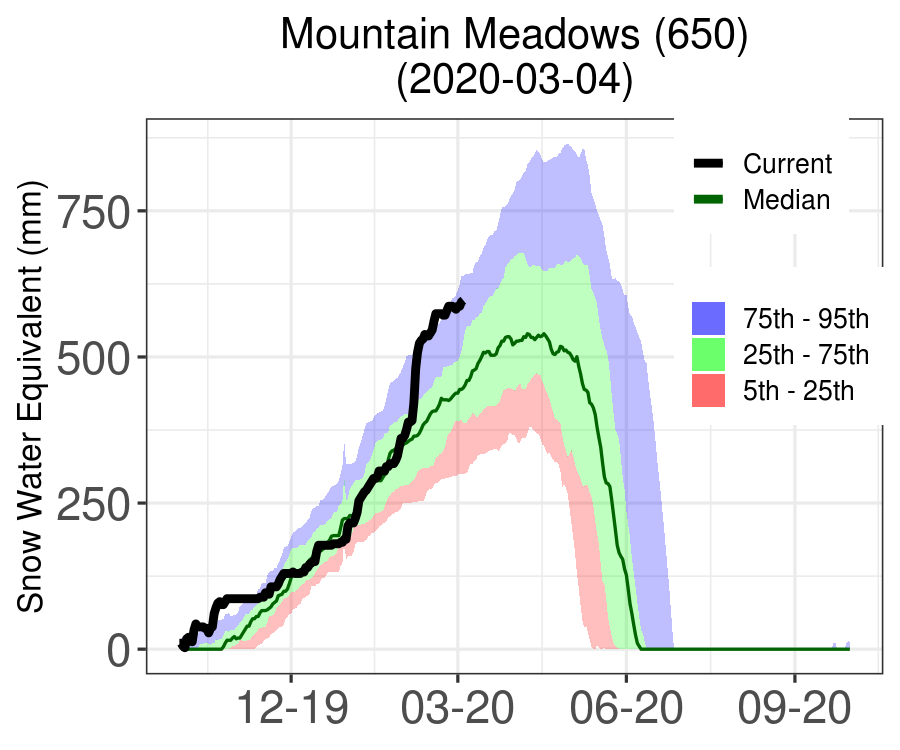 Mountain Meadows (650)
(2020-03-04)
Snow Water Equivalent (mm)
750
500
250
0
12-19
03-20
06-20
09-20
Current
Median
75th - 95th
25th - 75th
5th - 25th